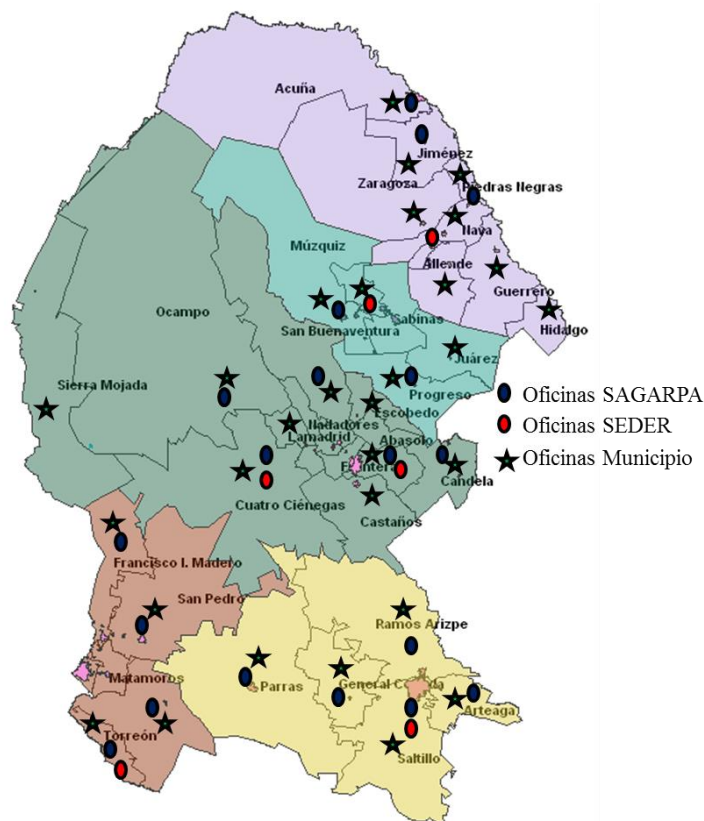 Acuña
Jiménez
Zaragoza
Piedras Negras
Nava
Múzquiz
Allende
Guerrero
Ocampo
San Buenaventura
Sabinas
Hidalgo
Juárez
Sierra Mojada
Progreso
Oficinas SAGARPA
Escobedo
Nadadores
Oficinas SEDER
Lamadrid
Abasolo
Oficinas Municipio
Frontera
Candela
Cuatro Ciénegas
Castaños
Francisco I. Madero
San Pedro
Ramos Arizpe
Matamoros
Parras
General Cepeda
Arteaga
Torreón
Saltillo